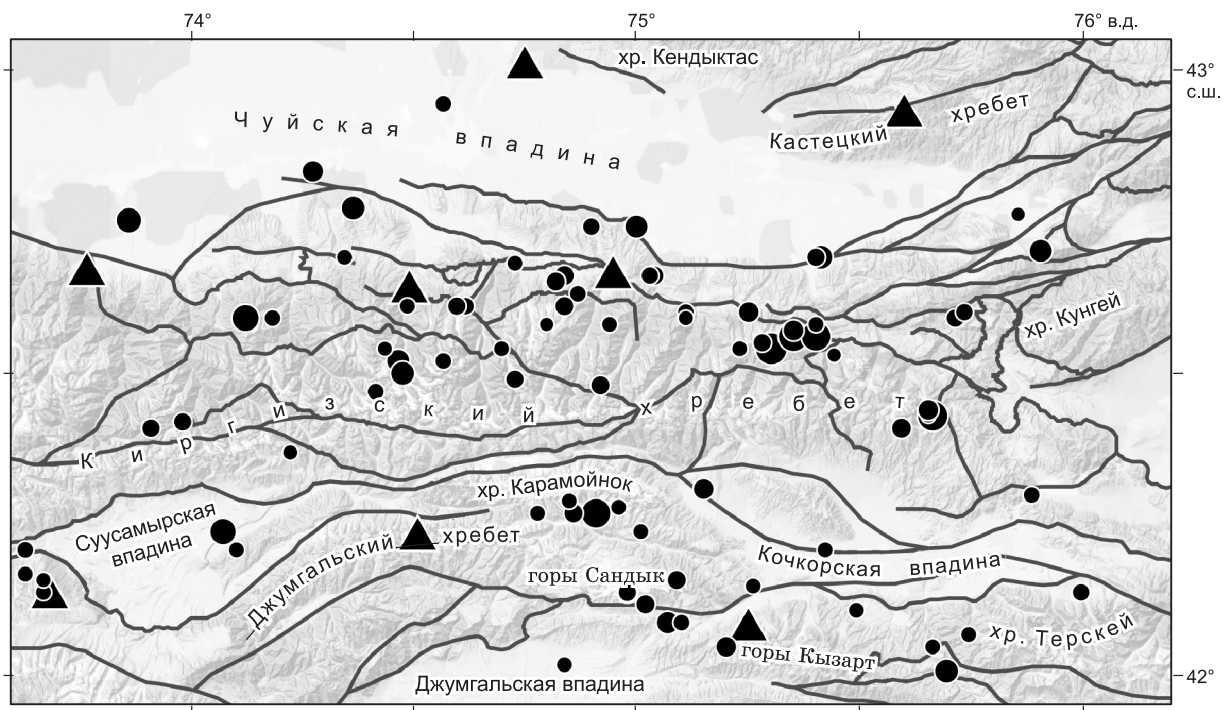 74°
75°
76° в.д.
хр. Кендыктас
43°
с.ш.
Чуйская впадина
Кастецкий хребет
хр. Кунгей
Киргизский хребет
хр. Карамойнок
Суусамырская
впадина
Джумгальский хребет
Кочкорская впадина
горы Сандык
хр. Терскей
горы Кызарт
Джумгальская впадина
42°